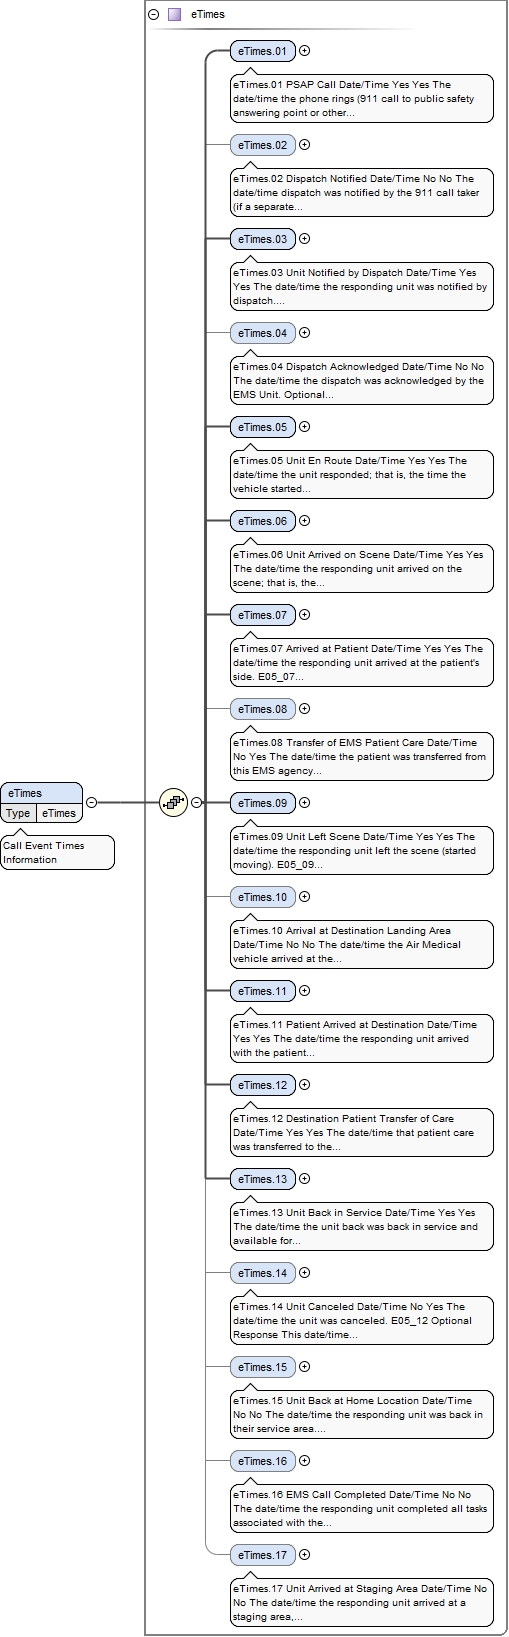 eTimes
eTimes.01
eTimes.01 PSAP Call Date/Time Yes Yes The
date/time the phone rings (911 call to public safety
answering point or other...
eTimes.02
eTimes.02 Dispatch Notified Date/Time No No The
date/time dispatch was notified by the 911 call taker
(if a separate...
eTimes.03
eTimes.03 Unit Notified by Dispatch Date/Time Yes
Yes The date/time the responding unit was notified by
dispatch....
eTimes.04
eTimes.04 Dispatch Acknowledged Date/Time No No
The date/time the dispatch was acknowledged by the
EMS Unit. Optional...
eTimes.05
eTimes.05 Unit En Route Date/Time Yes Yes The
date/time the unit responded; that is, the time the
vehicle started...
eTimes.06
eTimes.06 Unit Arrived on Scene Date/Time Yes Yes
The date/time the responding unit arrived on the
scene; that is, the...
eTimes.07
eTimes.07 Arrived at Patient Date/Time Yes Yes The
date/time the responding unit arrived at the patient's
side. E05_07...
eTimes.08
eTimes.08 Transfer of EMS Patient Care Date/Time
No Yes The date/time the patient was transferred from
this EMS agency...
eTimes
Type eTimes
Call Event Times
Information
eTimes.09
eTimes.09 Unit Left Scene Date/Time Yes Yes The
date/time the responding unit left the scene (started
moving). E05_09...
eTimes.10
eTimes.10 Arrival at Destination Landing Area
Date/Time No No The date/time the Air Medical
vehicle arrived at the...
eTimes.11
eTimes.11 Patient Arrived at Destination Date/Time
Yes Yes The date/time the responding unit arrived
with the patient...
eTimes.12
eTimes.12 Destination Patient Transfer of Care
Date/Time Yes Yes The date/time that patient care
was transferred to the...
eTimes.13
eTimes.13 Unit Back in Service Date/Time Yes Yes
The date/time the unit back was back in service and
available for...
eTimes.14
eTimes.14 Unit Canceled Date/Time No Yes The
date/time the unit was canceled. E05_12 Optional
Response This date/time...
eTimes.15
eTimes.15 Unit Back at Home Location Date/Time
No No The date/time the responding unit was back in
their service area....
eTimes.16
eTimes.16 EMS Call Completed Date/Time No No
The date/time the responding unit completed all tasks
associated with the...
eTimes.17
eTimes.17 Unit Arrived at Staging Area Date/Time No
No The date/time the responding unit arrived at a
staging area,...